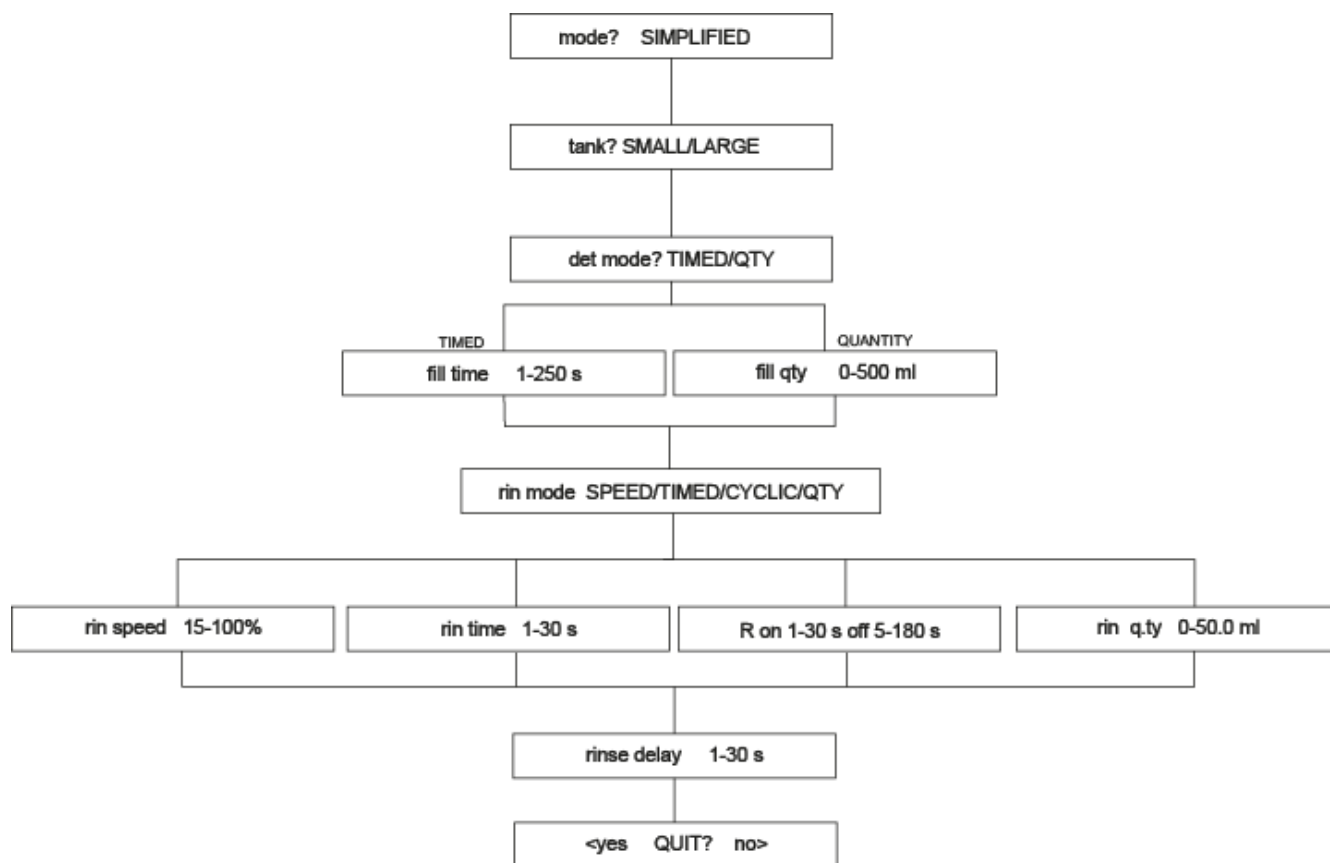 mode? SIMPLIFIED
tank? SMALL/LARGE
det mode? TIMED/QTY
TIMED
QUANTITY
fill time 1-250 s
fill qty 0-500 ml
rin mode SPEED/TIMED/CYCLIC/QTY
rin speed 15-100%
rin time 1-30 s
R on 1-30 s off 5-180 s
rin q.ty 0-50.0 ml
rinse delay 1-30 s
<yes QUIT? no>